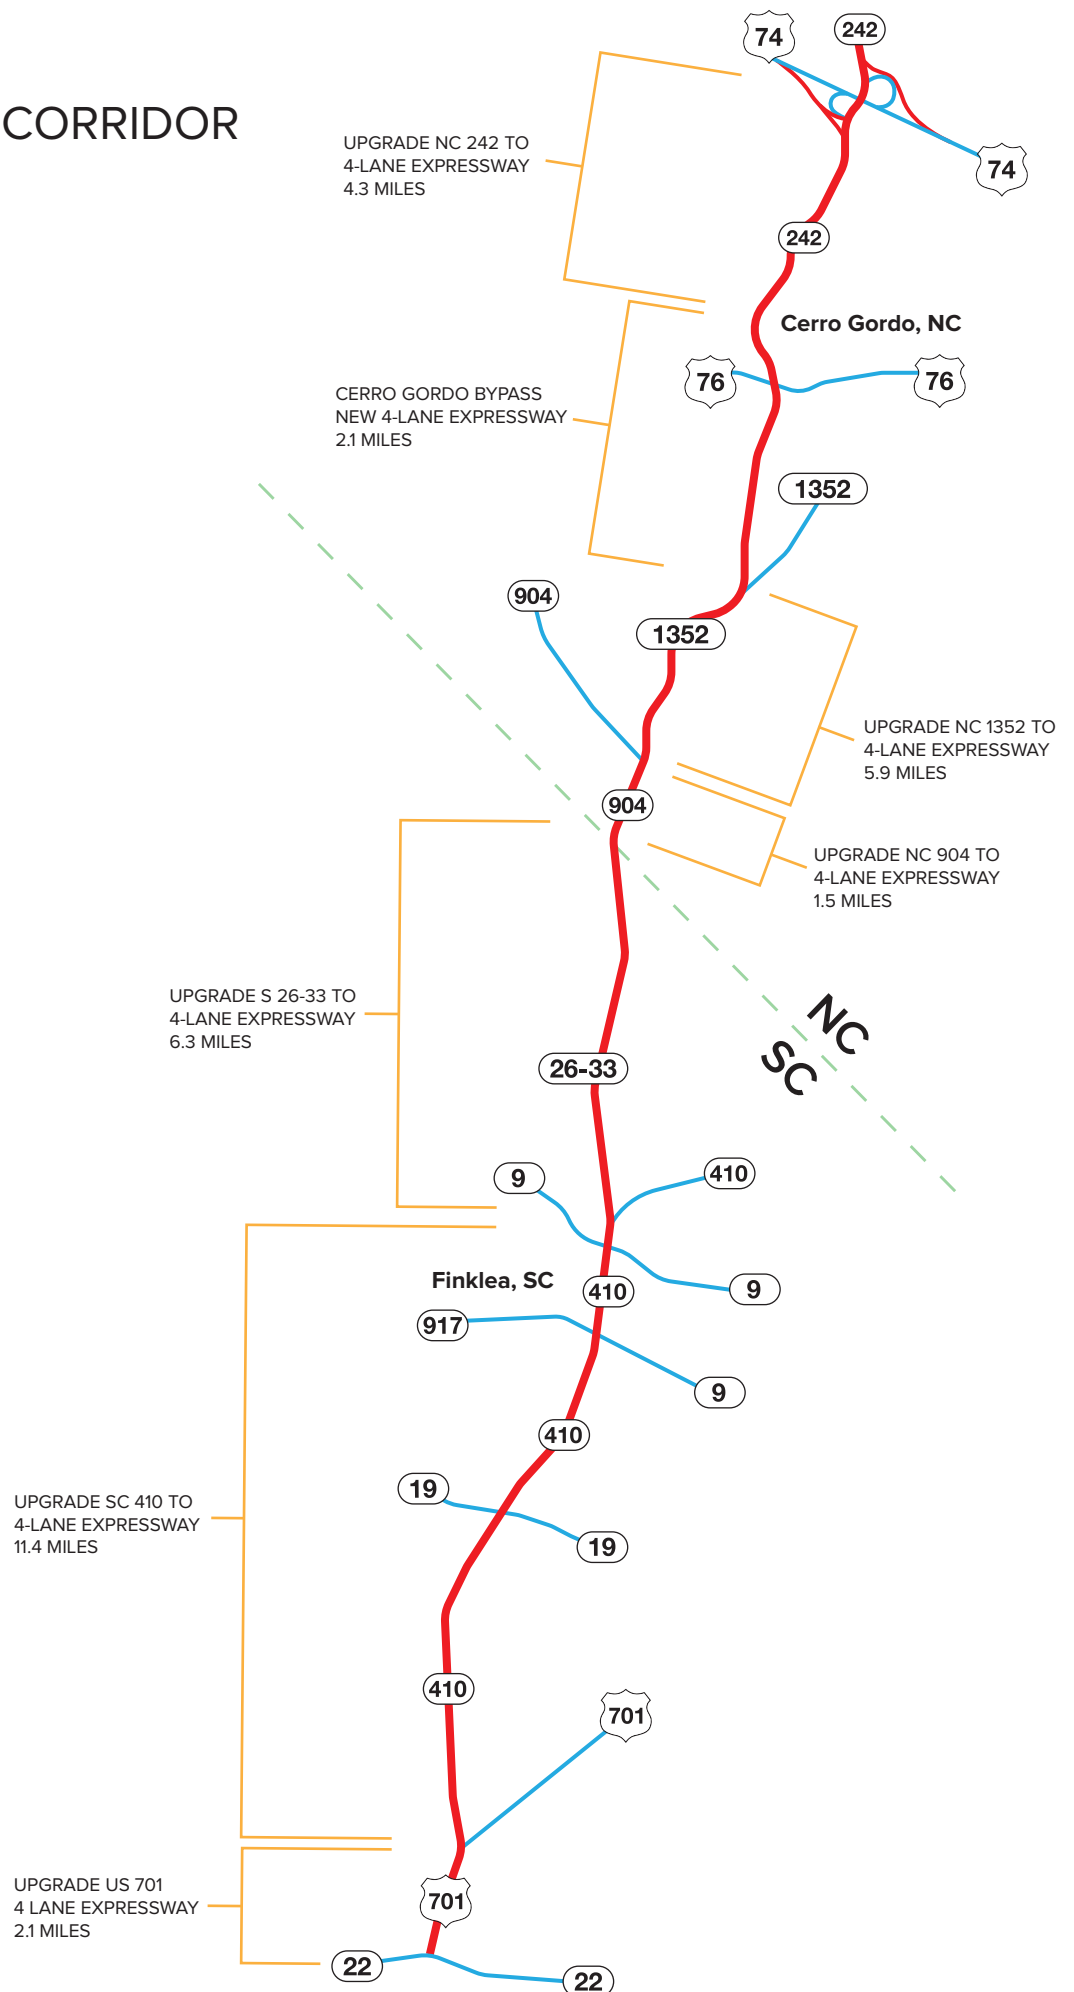 74
242
CORRIDOR
UPGRADE NC 242 TO
4-LANE EXPRESSWAY
4.3 MILES
74
242
Cerro Gordo, NC
76
76
CERRO GORDO BYPASS
NEW 4-LANE EXPRESSWAY
2.1 MILES
1352
904
1352
UPGRADE NC 1352 TO
4-LANE EXPRESSWAY
5.9 MILES
904
UPGRADE NC 904 TO
4-LANE EXPRESSWAY
1.5 MILES
UPGRADE S 26-33 TO
4-LANE EXPRESSWAY
6.3 MILES
NC
SC
26-33
9
410
Finklea, SC
410
9
917
9
410
19
19
UPGRADE SC 410 TO
4-LANE EXPRESSWAY
11.4 MILES
410
701
UPGRADE US 701
4 LANE EXPRESSWAY
2.1 MILES
701
22
22